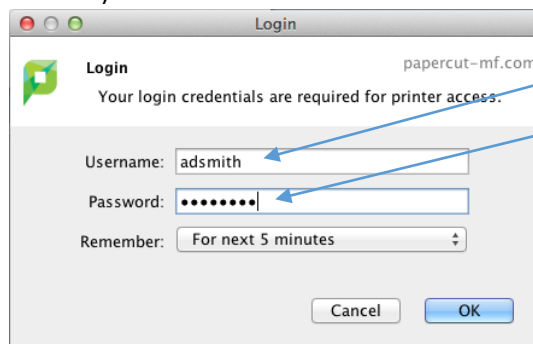 Login
Login
papercut-mf.com
Your login credentials are required for printer access.
Username: adsmith
Password: ••••••••
Remember: For next 5 minutes
Cancel OK